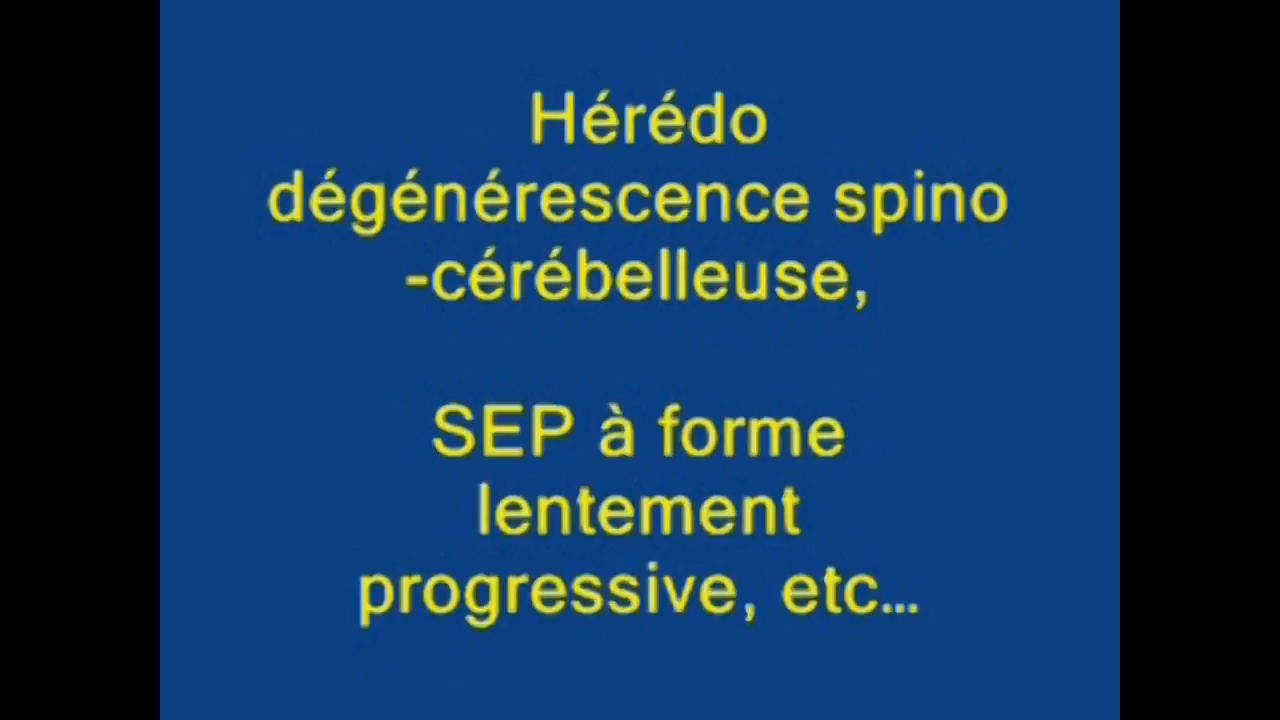 Hérédo
dégénérescence spino
-cérébelleuse,
SEP à forme
lentement
progressive, etc...